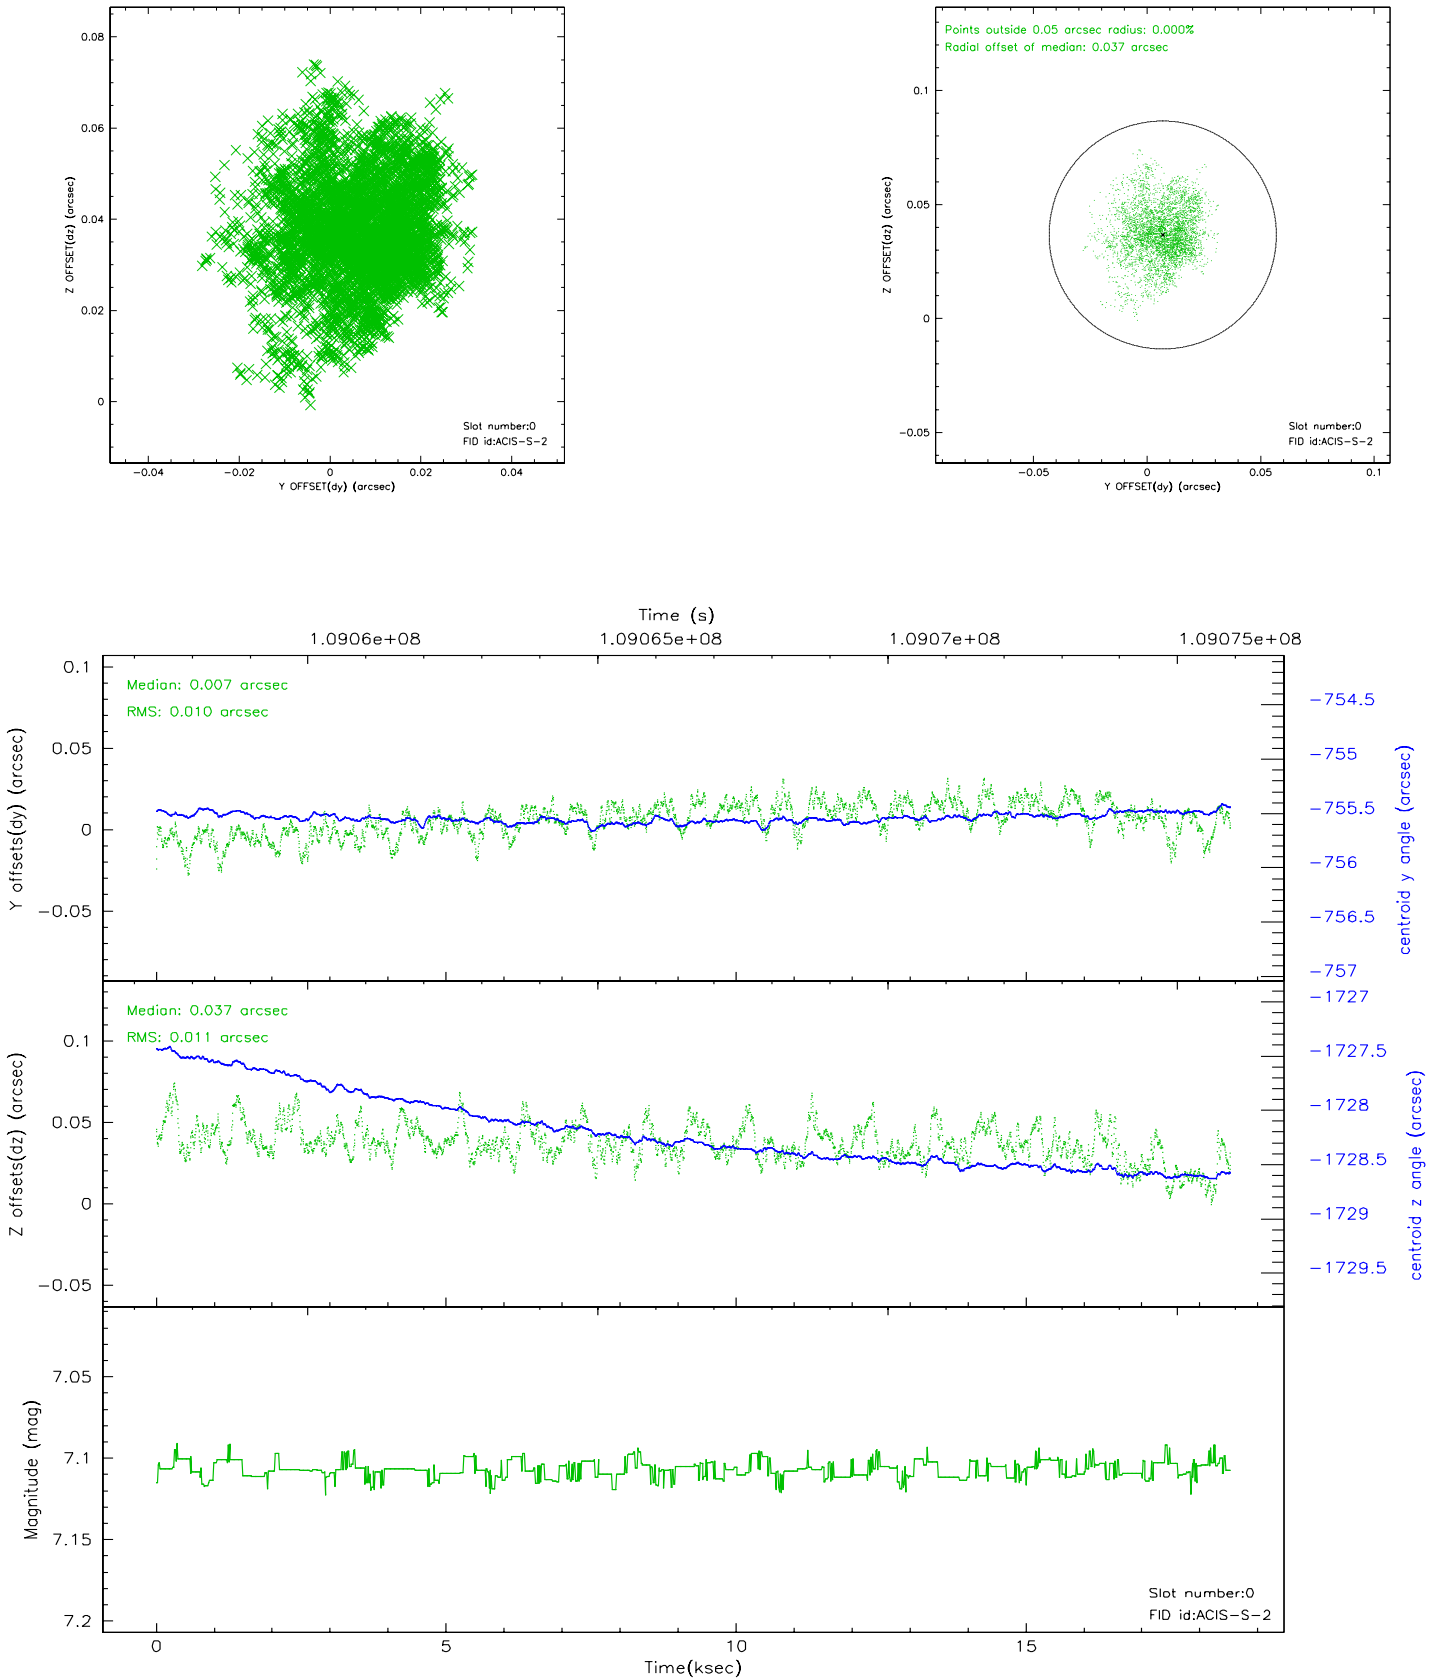 0.08
0.06
0.04
0.02
0
Z OFFSET(dz) (arcsec)
Slot number:0
FID id:ACIS-S-2
-0.04
-0.02
0
0.02
0.04
Y OFFSET(dy) (arcsec)
Points outside 0.05 arcsec radius: 0.000%
Radial offset of median: 0.037 arcsec
0.1
0.05
0
-0.05
Z OFFSET(dz) (arcsec)
Slot number:0
FID id:ACIS-S-2
-0.05
0
0.05
0.1
Y OFFSET(dy) (arcsec)
Time (s)
1.0906e+08
1.09065e+08
1.0907e+08
1.09075e+08
Median: 0.007 arcsec
RMS: 0.010 arcsec
0.1
0.05
0
-0.05
Y offsets(dy) (arcsec)
-754.5
-755
-755.5
-756
-756.5
-757
centroid y angle (arcsec)
Median: 0.037 arcsec
RMS: 0.011 arcsec
0.1
0.05
0
-0.05
Z offsets(dz) (arcsec)
-1727
-1727.5
-1728
-1728.5
-1729
-1729.5
centroid z angle (arcsec)
7.05
7.1
7.15
7.2
Magnitude (mag)
Slot number:0
FID id:ACIS-S-2
0
5
10
15
Time(ksec)